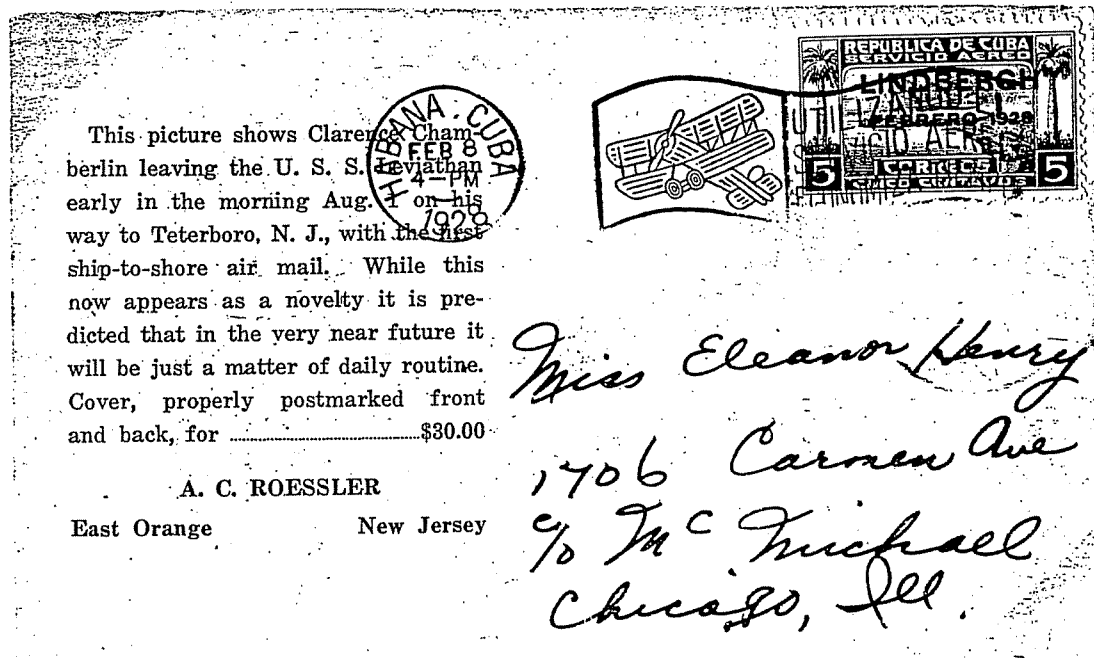 This picture shows Clarence Cham-
berlin leaving the U. S. S. Leviathan
early in the morning Aug. 1 on his
way to Teterboro, N. J., with the first
ship-to-shore air mail. While this
now appears as a novelty it is pre-
dicted that in the very near future it
will be just a matter of daily routine.
Cover, properly postmarked front
and back, for ........................................$30.00
A. C. ROESSLER
East Orange New Jersey
HABANA. CUBA
FEB 8
4-PM
1928
REPUBLICA DE CUBA
SERVICIO AEREO
LINDBERGH
FEBRERO 1928
CORREOS
5 5
Miss Eleanor Henry
1706 Carmen Ave
c/o Mc Michael
Chicago, Ill.